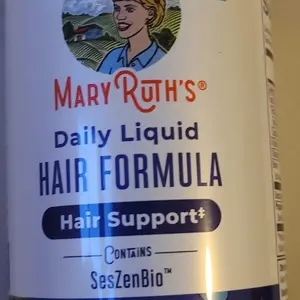 MARY RUTH'S®
Daily Liquid
HAIR FORMULA
Hair Support‡
CONTAINS
SesZenBio™